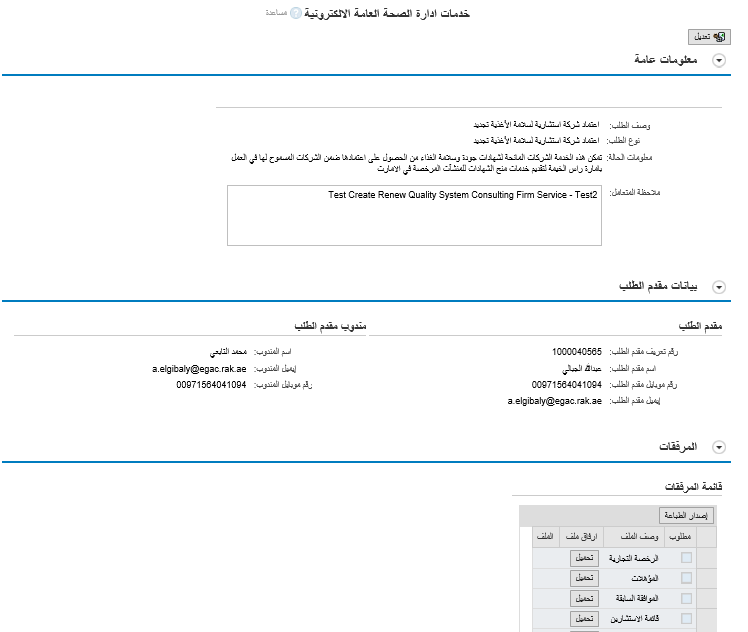 خدمات ادارة الصحة العامة الالكترونية ? مساعدة
تعديل
معلومات عامة
وصف الطلب: اعتماد شركة استشارية لسلامة الأغذية تجديد
نوع الطلب: اعتماد شركة استشارية لسلامة الأغذية تجديد
معلومات الحالة: تمكن هذه الخدمة الشركات المانحة لشهادات جودة وسلامة الغذاء من الحصول على اعتمادها ضمن الشركات المسموح لها في العمل
بامارة راس الخيمة لتقديم خدمات منح الشهادات للمنشآت المرخصة في الامارت
ملاحظة المتعامل: Test Create Renew Quality System Consulting Firm Service - Test2
بيانات مقدم الطلب
مقدم الطلب
رقم تعريف مقدم الطلب: 1000040565
اسم مقدم الطلب: عبدالله الجبالي
رقم موبايل مقدم الطلب: 00971564041094
إيميل مقدم الطلب: a.elgibaly@egac.rak.ae
مندوب مقدم الطلب
اسم المندوب: محمد التابعي
إيميل المندوب: a.elgibaly@egac.rak.ae
رقم موبايل المندوب: 00971564041094
المرفقات
قائمة المرفقات
إصدار الطباعة
مطلوب وصف الملف ارفاق ملف الملف
الرخصة التجارية تحميل
المؤهلات تحميل
الموافقة السابقة تحميل
قائمة الاستشارين تحميل